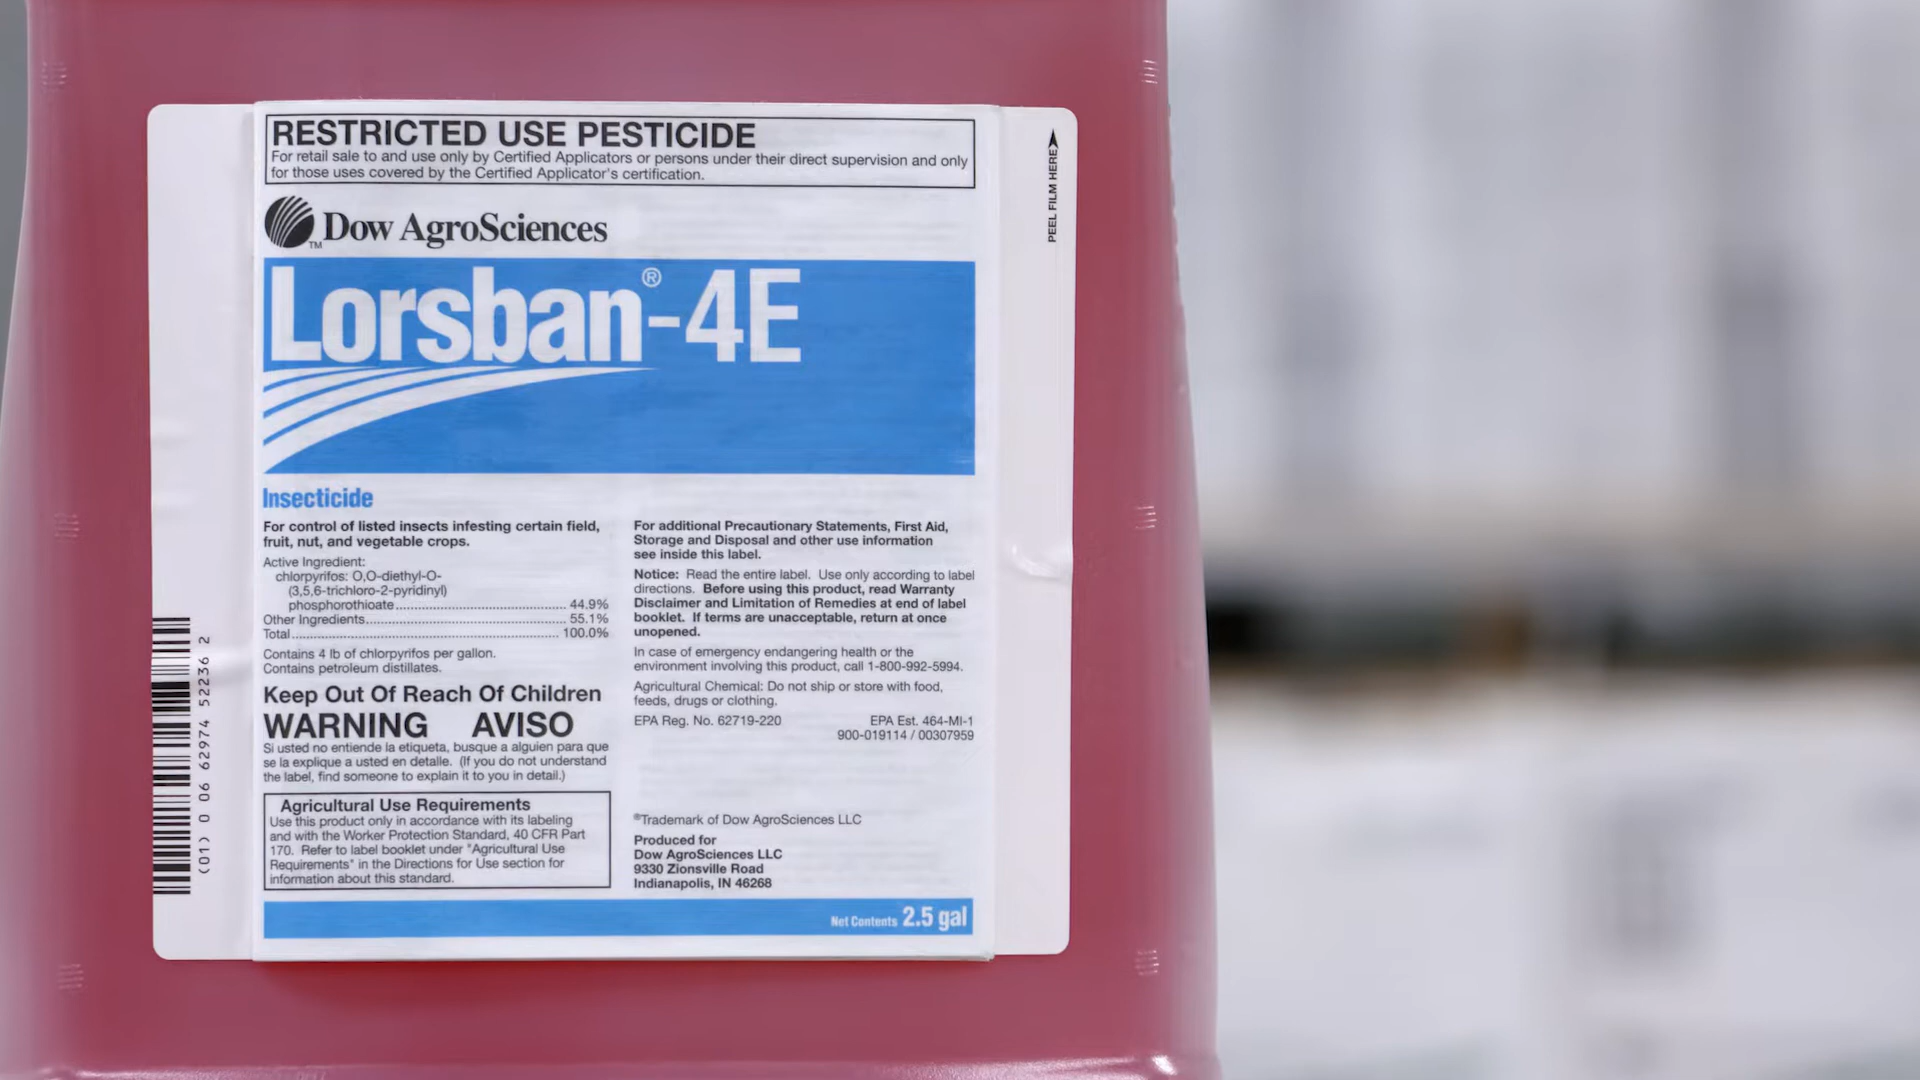 RESTRICTED USE PESTICIDE
For retail sale to and use only by Certified Applicators or persons under their direct supervision and only
for those uses covered by the Certified Applicator's certification.
PEEL FILM HERE
™ Dow AgroSciences
Lorsban®-4E
Insecticide
For control of listed insects infesting certain field,
fruit, nut, and vegetable crops.
Active Ingredient:
chlorpyrifos: O,O-diethyl-O-
(3,5,6-trichloro-2-pyridinyl)
phosphorothioate.......................................... 44.9%
Other Ingredients.................................................. 55.1%
Total................................................................... 100.0%
Contains 4 lb of chlorpyrifos per gallon.
Contains petroleum distillates.
Keep Out Of Reach Of Children
WARNING AVISO
Si usted no entiende la etiqueta, busque a alguien para que
se la explique a usted en detalle. (If you do not understand
the label, find someone to explain it to you in detail.)
Agricultural Use Requirements
Use this product only in accordance with its labeling
and with the Worker Protection Standard, 40 CFR Part
170. Refer to label booklet under "Agricultural Use
Requirements" in the Directions for Use section for
information about this standard.
For additional Precautionary Statements, First Aid,
Storage and Disposal and other use information
see inside this label.
Notice: Read the entire label. Use only according to label
directions. Before using this product, read Warranty
Disclaimer and Limitation of Remedies at end of label
booklet. If terms are unacceptable, return at once
unopened.
In case of emergency endangering health or the
environment involving this product, call 1-800-992-5994.
Agricultural Chemical: Do not ship or store with food,
feeds, drugs or clothing.
EPA Reg. No. 62719-220 EPA Est. 464-MI-1
900-019114 / 00307959
®Trademark of Dow AgroSciences LLC
Produced for
Dow AgroSciences LLC
9330 Zionsville Road
Indianapolis, IN 46268
Net Contents 2.5 gal
(01) 0 06 62974 52236 2